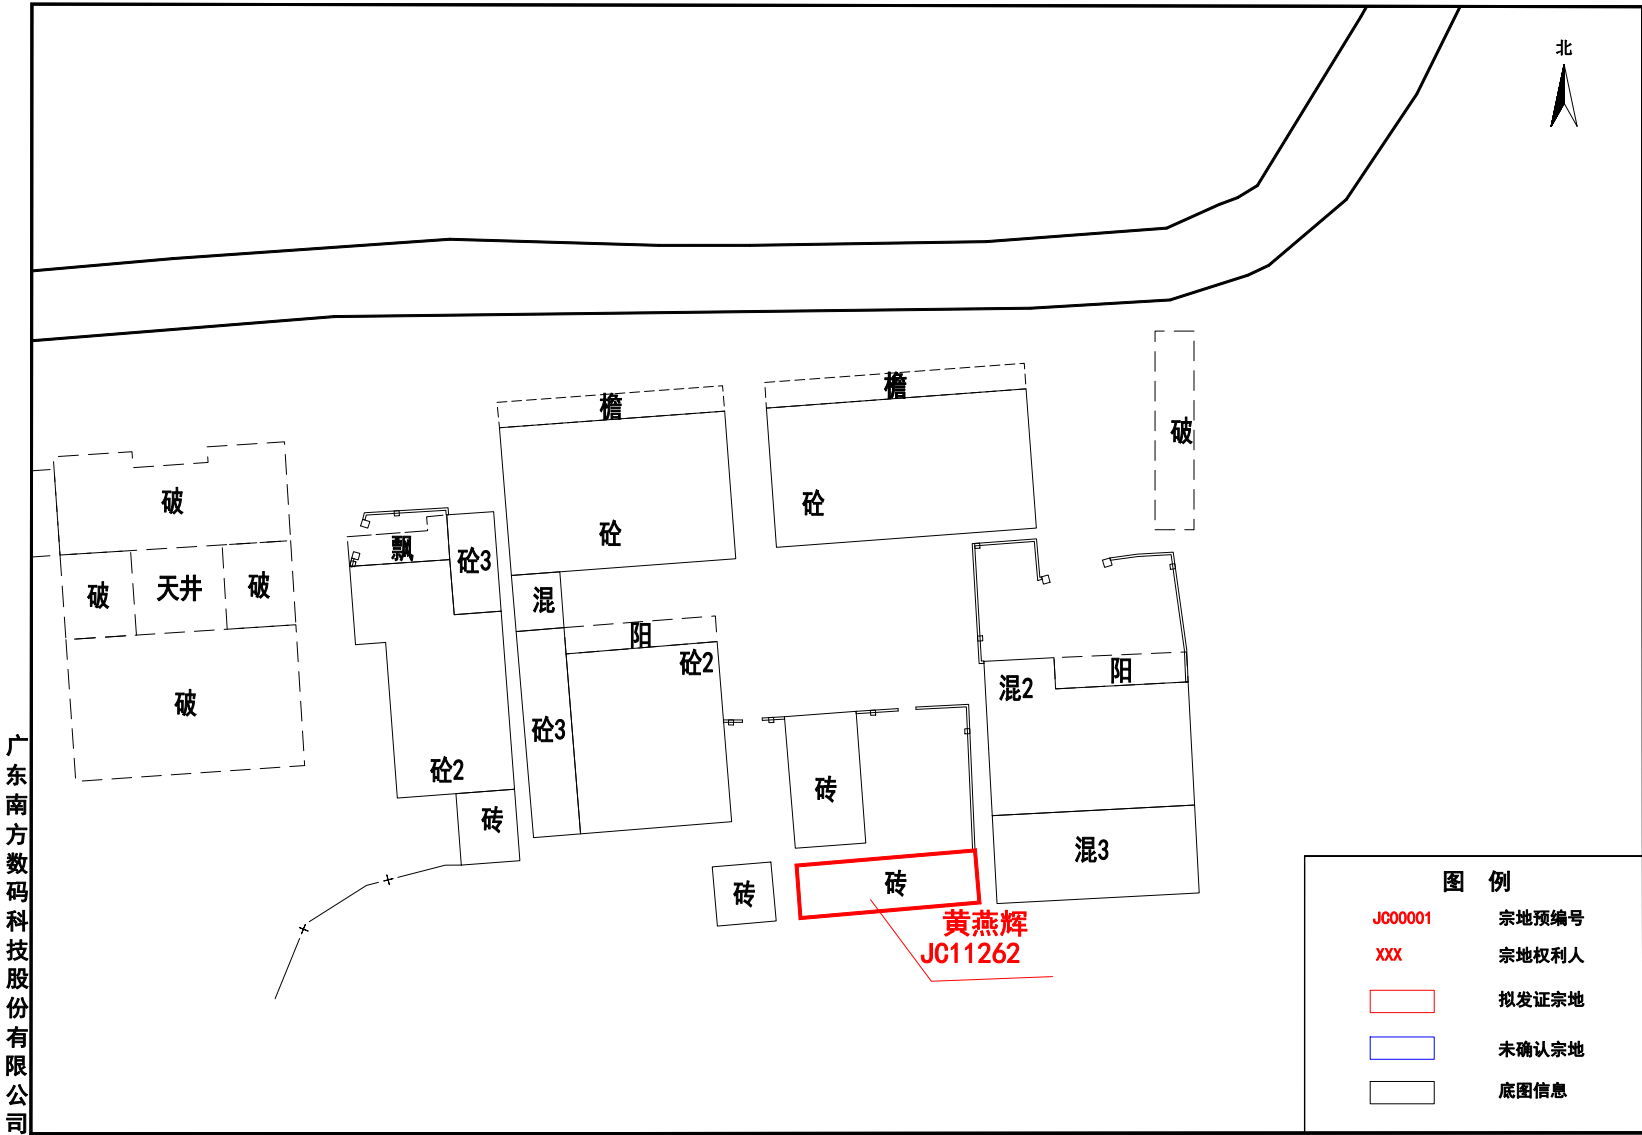 北
檐
檐
破
破
砼
砼
飘
砼3
破
天井
破
混
阳
砼2
阳
混2
破
砼3
砼2
砖
砖
混3
砖
砖
黄燕辉
JC11262
广东南方数码科技股份有限公司
图 例
JC00001 宗地预编号
XXX 宗地权利人
拟发证宗地
未确认宗地
底图信息